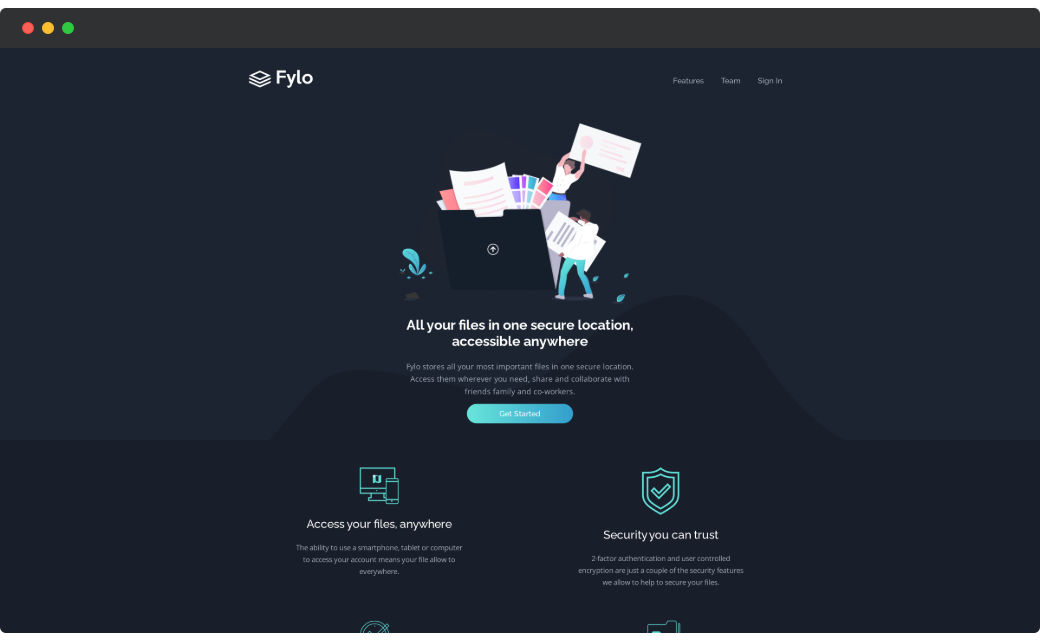 Fylo
Features
Team
Sign In
All your files in one secure location,
accessible anywhere
Fylo stores all your most important files in one secure location.
Access them wherever you need, share and collaborate with
friends family and co-workers.
Get Started
Access your files, anywhere
The ability to use a smartphone, tablet or computer
to access your account means your file allow to
everywhere.
Security you can trust
2-factor authentication and user controlled
encryption are just a couple of the security features
we allow to help to secure your files.